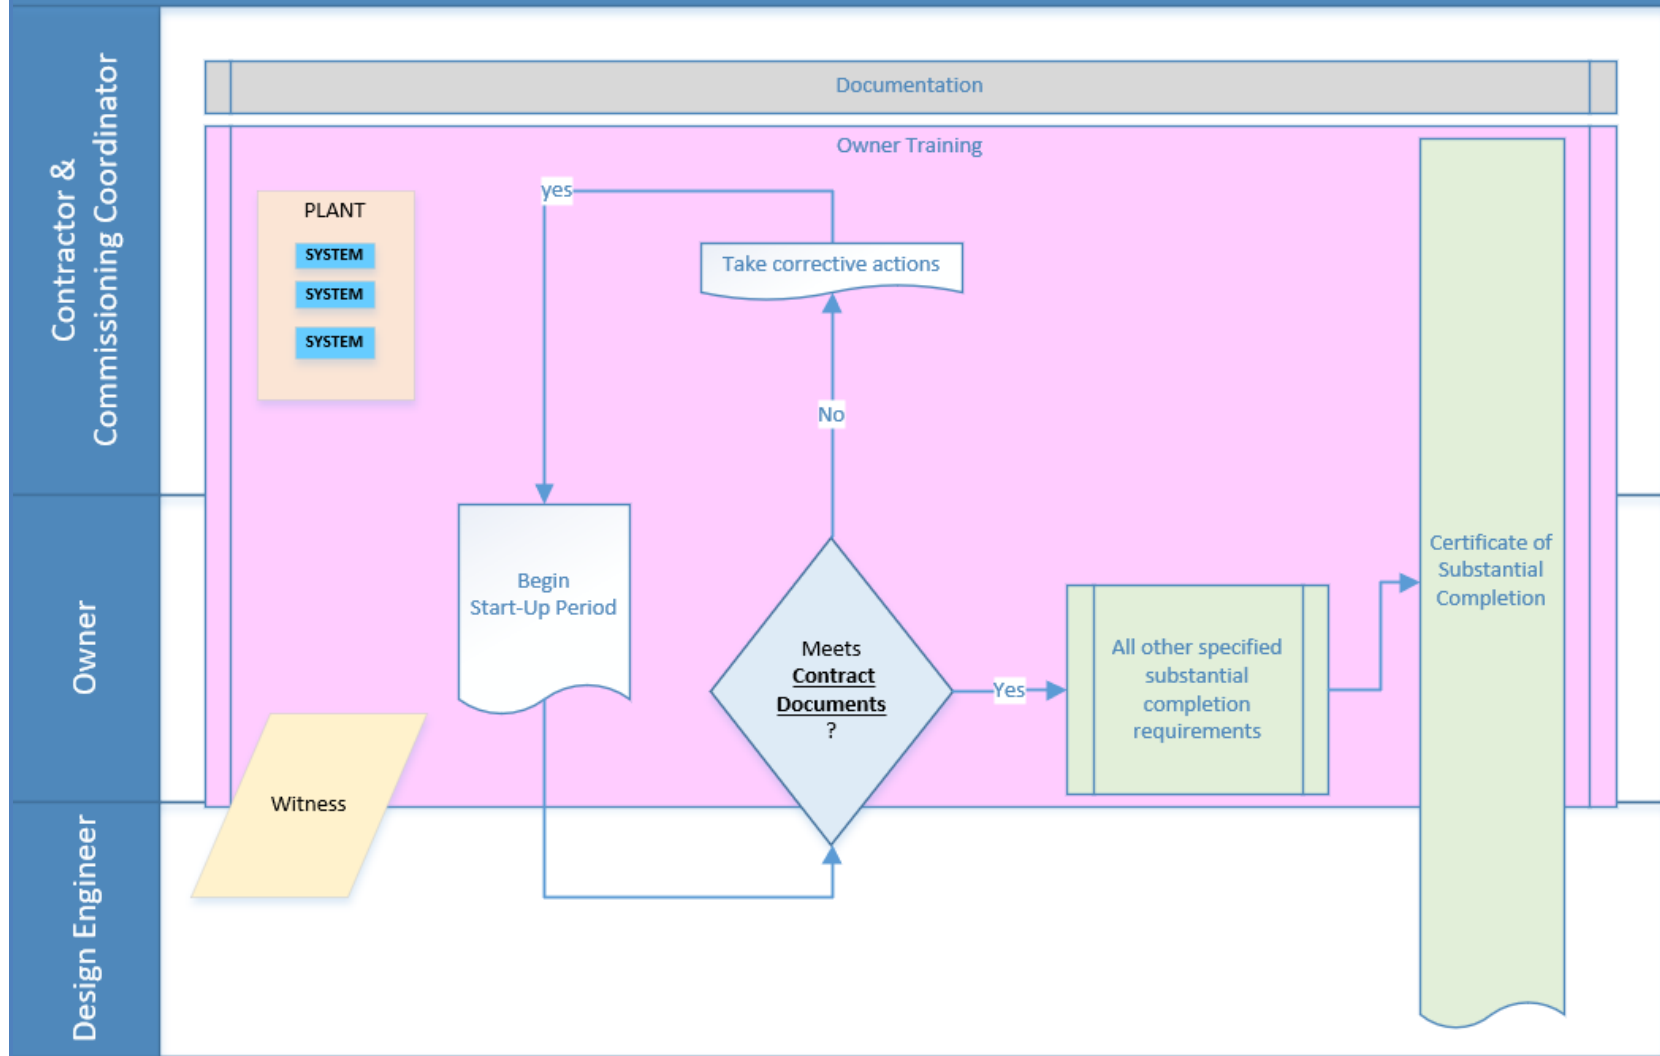 Contractor &
Commissioning Coordinator
Documentation
Owner Training
PLANT
SYSTEM
SYSTEM
SYSTEM
yes
Take corrective actions
No
Owner
Begin
Start-Up Period
Meets
Contract
Documents
?
Yes
All other specified
substantial
completion
requirements
Certificate of
Substantial
Completion
Witness
Design Engineer